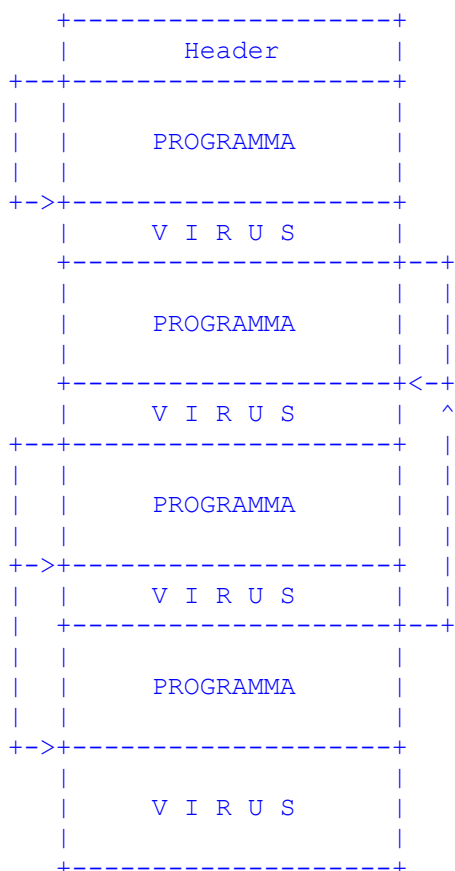 Header
PROGRAMMA
V I R U S
PROGRAMMA
V I R U S
PROGRAMMA
V I R U S
PROGRAMMA
V I R U S